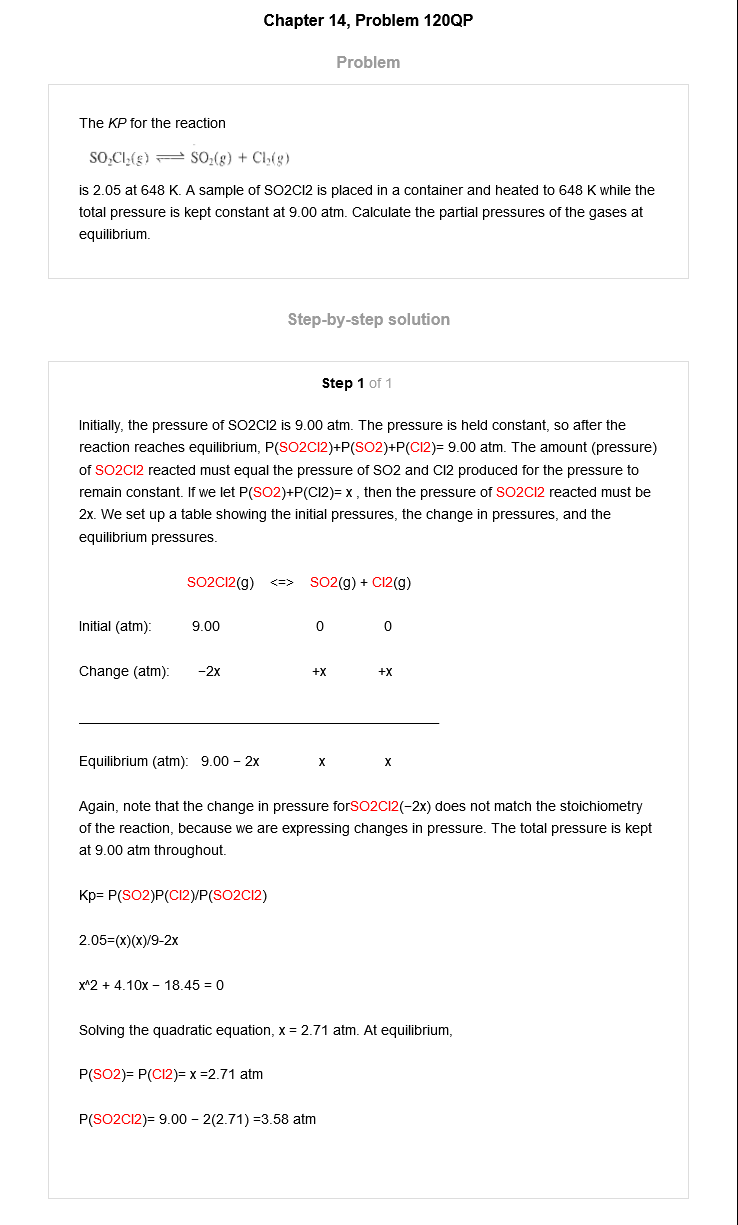 Chapter 14, Problem 120QP
Problem
The KP for the reaction
SO₂Cl₂(g) ⇌ SO₂(g) + Cl₂(g)
is 2.05 at 648 K. A sample of SO2Cl2 is placed in a container and heated to 648 K while the
total pressure is kept constant at 9.00 atm. Calculate the partial pressures of the gases at
equilibrium.
Step-by-step solution
Step 1 of 1
Initially, the pressure of SO2Cl2 is 9.00 atm. The pressure is held constant, so after the
reaction reaches equilibrium, P(SO2Cl2)+P(SO2)+P(Cl2)= 9.00 atm. The amount (pressure)
of SO2Cl2 reacted must equal the pressure of SO2 and Cl2 produced for the pressure to
remain constant. If we let P(SO2)+P(Cl2)= x , then the pressure of SO2Cl2 reacted must be
2x. We set up a table showing the initial pressures, the change in pressures, and the
equilibrium pressures.
SO2Cl2(g) <=> SO2(g) + Cl2(g)
Initial (atm): 9.00 0 0
Change (atm): −2x +x +x
Equilibrium (atm): 9.00 − 2x x x
Again, note that the change in pressure forSO2Cl2(−2x) does not match the stoichiometry
of the reaction, because we are expressing changes in pressure. The total pressure is kept
at 9.00 atm throughout.
Kp= P(SO2)P(Cl2)/P(SO2Cl2)
2.05=(x)(x)/9-2x
x^2 + 4.10x − 18.45 = 0
Solving the quadratic equation, x = 2.71 atm. At equilibrium,
P(SO2)= P(Cl2)= x =2.71 atm
P(SO2Cl2)= 9.00 − 2(2.71) =3.58 atm